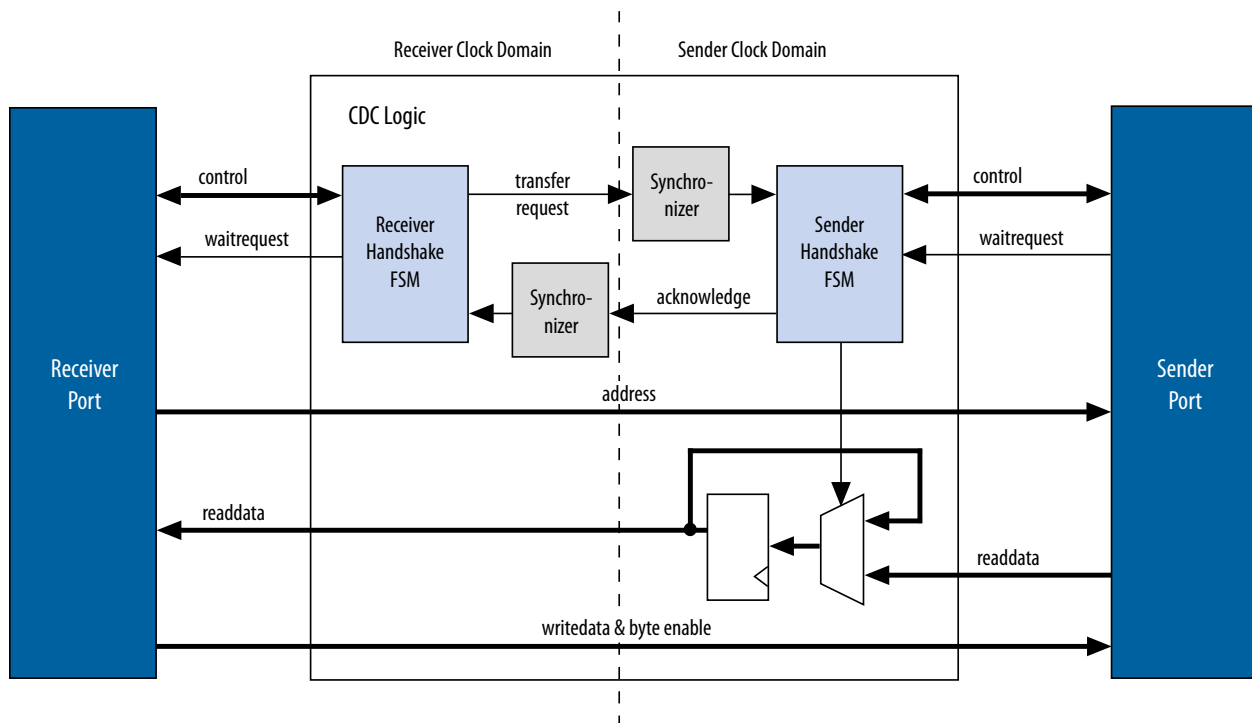 Receiver Clock Domain
Sender Clock Domain
CDC Logic
control
transfer
request
Synchro-
nizer
control
Receiver
Handshake
FSM
Sender
Handshake
FSM
waitrequest
waitrequest
Synchro-
nizer
acknowledge
Receiver
Port
Sender
Port
address
readdata
readdata
writedata & byte enable